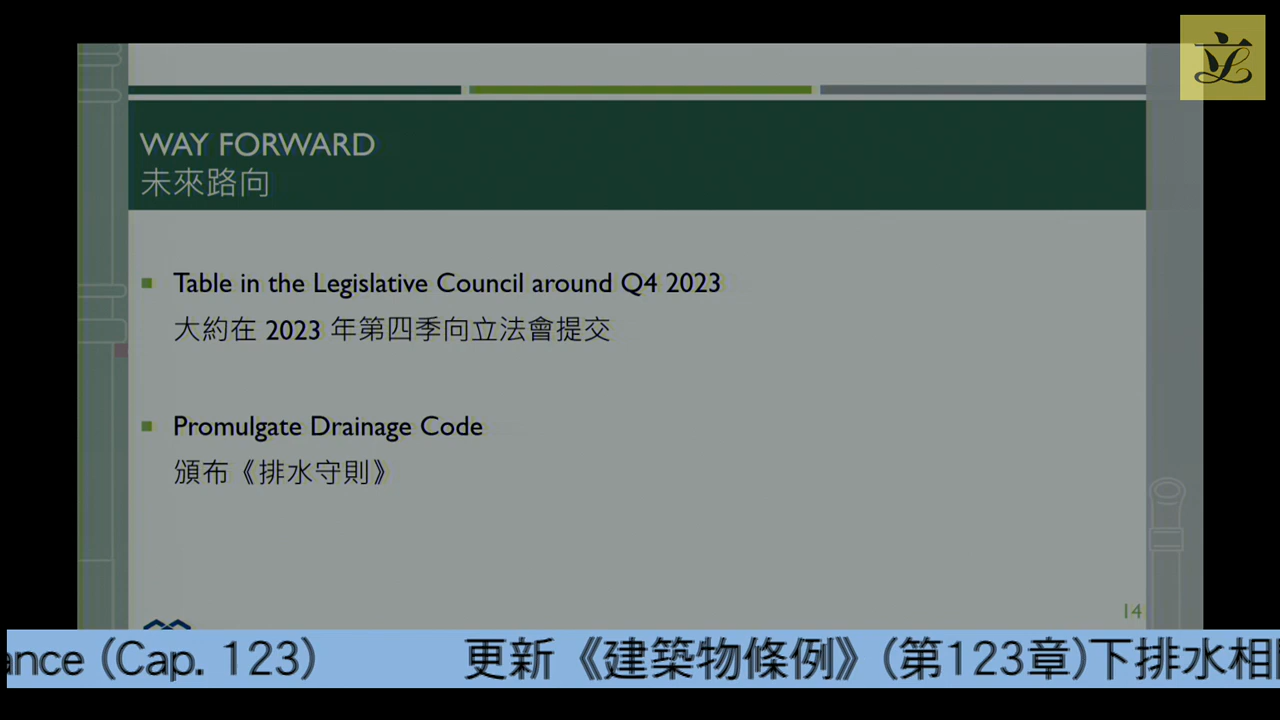 WAY FORWARD
未來路向
Table in the Legislative Council around Q4 2023
大約在 2023 年第四季向立法會提交
Promulgate Drainage Code
頒布《排水守則》
14
ance (Cap. 123) 更新《建築物條例》(第123章)下排水相